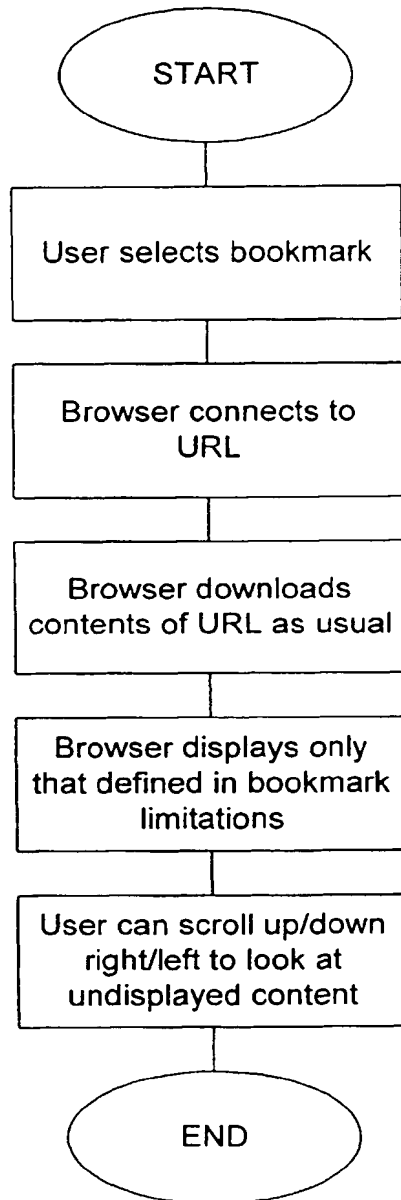 START
User selects bookmark
Browser connects to
URL
Browser downloads
contents of URL as usual
Browser displays only
that defined in bookmark
limitations
User can scroll up/down
right/left to look at
undisplayed content
END